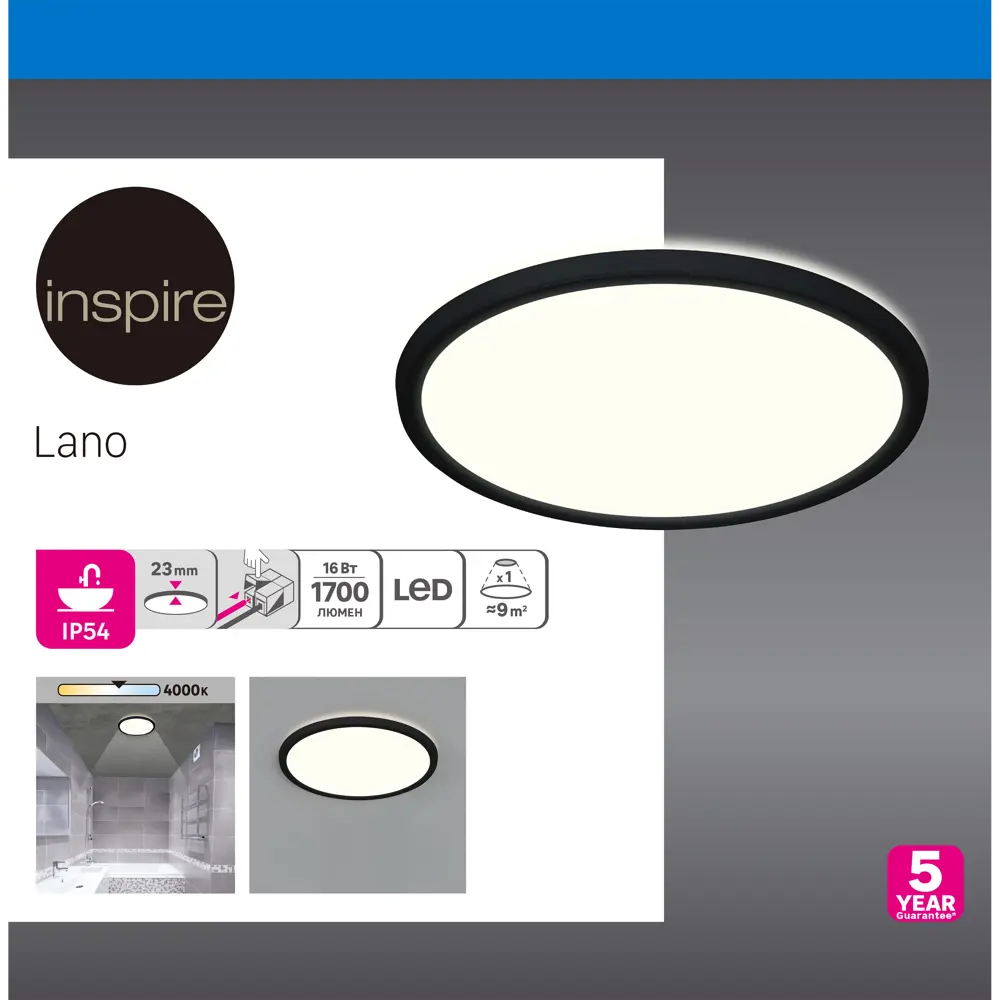 inspire
Lano
IP54
23mm
16 Вт
1700
ЛЮМЕН
LED
x1
≈9 m²
4000K
5
YEAR
Guarantee*